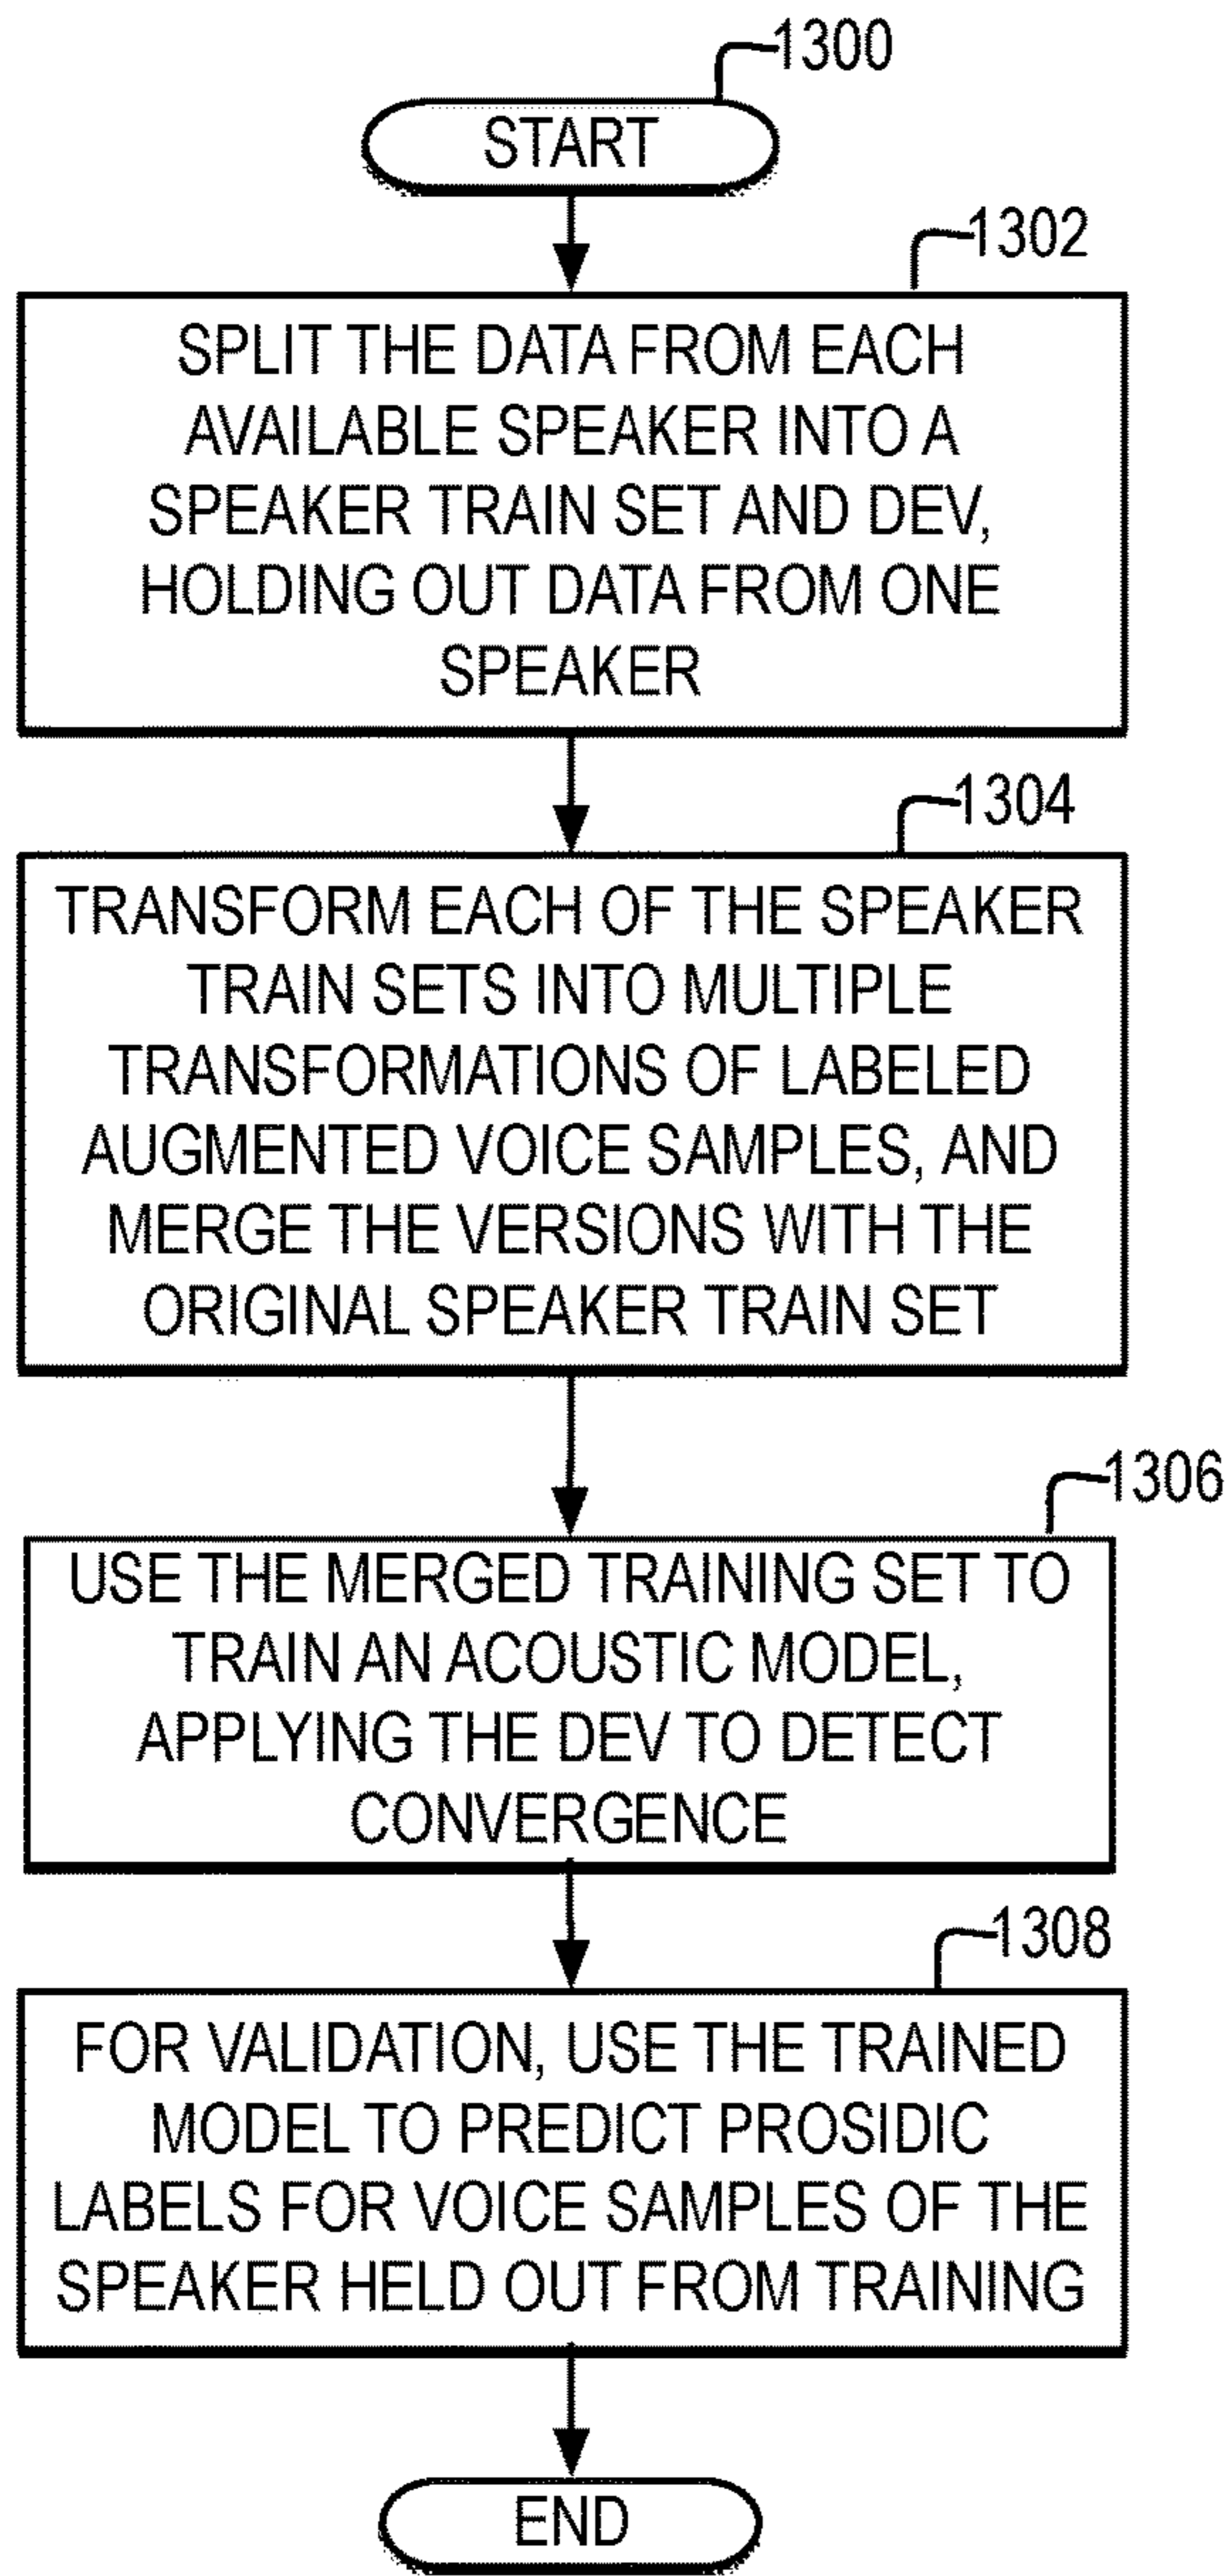 1300
START
1302
SPLIT THE DATA FROM EACH
AVAILABLE SPEAKER INTO A
SPEAKER TRAIN SET AND DEV,
HOLDING OUT DATA FROM ONE
SPEAKER
1304
TRANSFORM EACH OF THE SPEAKER
TRAIN SETS INTO MULTIPLE
TRANSFORMATIONS OF LABELED
AUGMENTED VOICE SAMPLES, AND
MERGE THE VERSIONS WITH THE
ORIGINAL SPEAKER TRAIN SET
1306
USE THE MERGED TRAINING SET TO
TRAIN AN ACOUSTIC MODEL,
APPLYING THE DEV TO DETECT
CONVERGENCE
1308
FOR VALIDATION, USE THE TRAINED
MODEL TO PREDICT PROSIDIC
LABELS FOR VOICE SAMPLES OF THE
SPEAKER HELD OUT FROM TRAINING
END